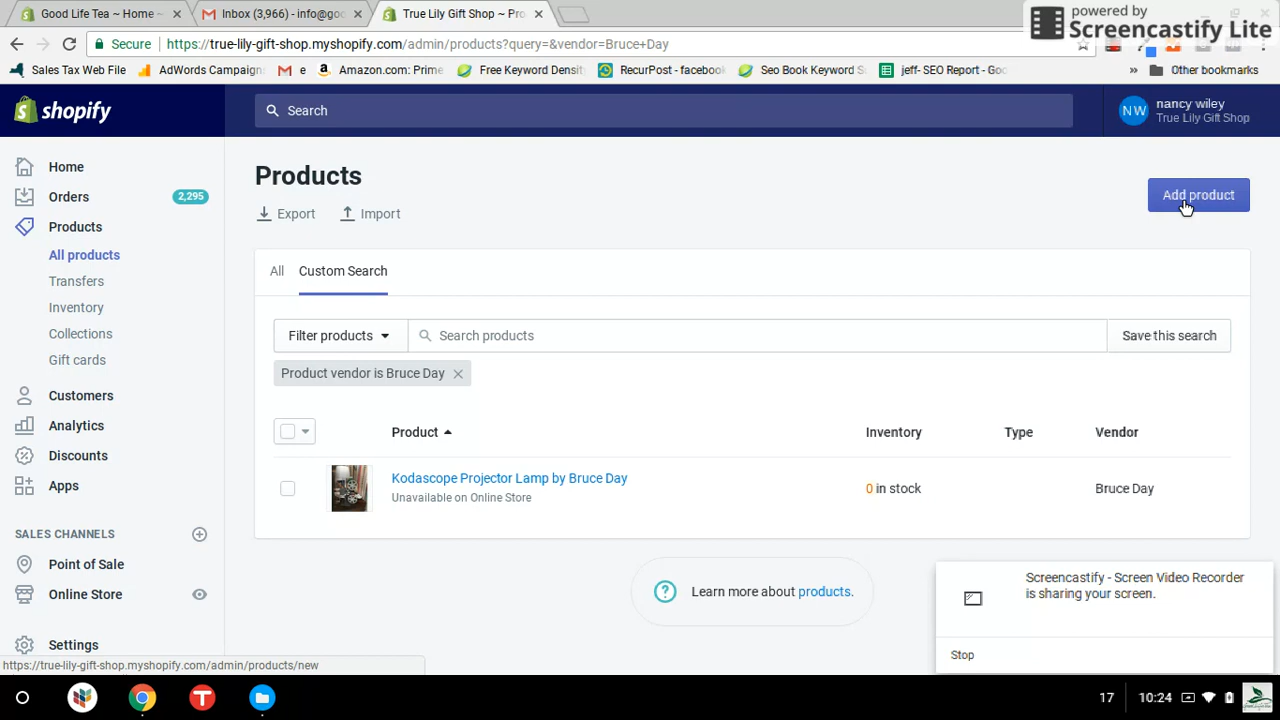 Good Life Tea ~ Home ~
Inbox (3,966) - info@go
True Lily Gift Shop ~ Pro
powered by
Screencastify Lite
Secure
https://true-lily-gift-shop.myshopify.com/admin/products?query=&vendor=Bruce+Day
Sales Tax Web File
AdWords Campaign
e
Amazon.com: Prime
Free Keyword Densit
RecurPost - facebook
Seo Book Keyword S
jeff- SEO Report - Goo
»
Other bookmarks
shopify
Search
NW
nancy wiley
True Lily Gift Shop
Home
Orders
2,295
Products
All products
Transfers
Inventory
Collections
Gift cards
Customers
Analytics
Discounts
Apps
SALES CHANNELS
Point of Sale
Online Store
Settings
https://true-lily-gift-shop.myshopify.com/admin/products/new
Products
Export
Import
Add product
All
Custom Search
Filter products
Search products
Save this search
Product vendor is Bruce Day
Product
Inventory
Type
Vendor
Kodascope Projector Lamp by Bruce Day
Unavailable on Online Store
0 in stock
Bruce Day
Learn more about products.
Screencastify - Screen Video Recorder
is sharing your screen.
Stop
17
10:24